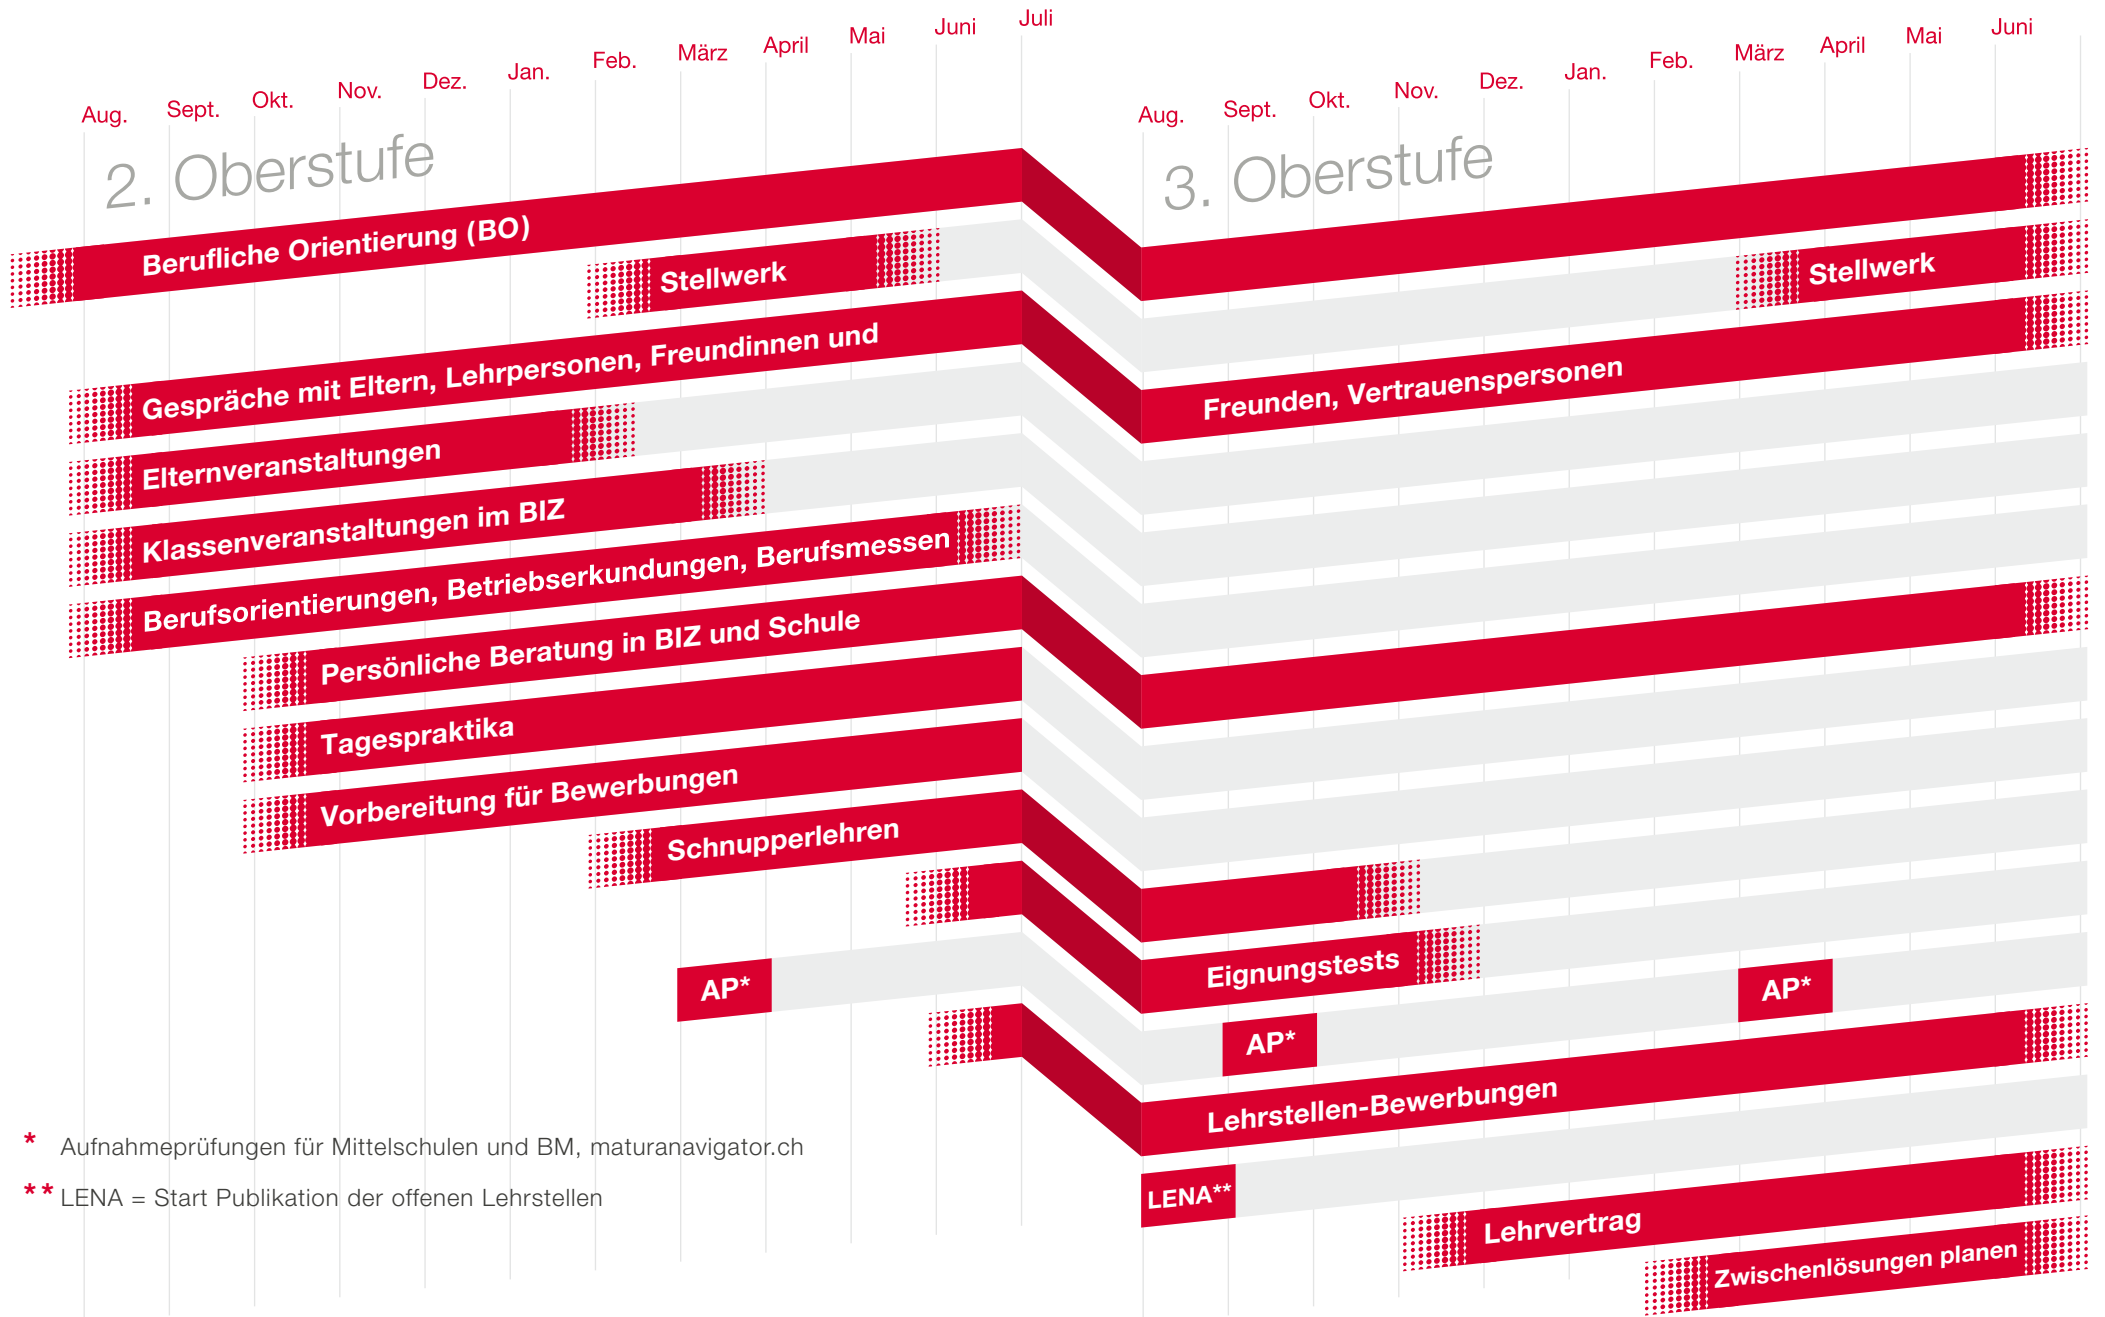 Aug.
Sept.
Okt.
Nov.
Dez.
Jan.
Feb.
März
April
Mai
Juni
Juli
Aug.
Sept.
Okt.
Nov.
Dez.
Jan.
Feb.
März
April
Mai
Juni
2. Oberstufe
3. Oberstufe
Berufliche Orientierung (BO)
Stellwerk
Stellwerk
Gespräche mit Eltern, Lehrpersonen, Freundinnen und
Freunden, Vertrauenspersonen
Elternveranstaltungen
Klassenveranstaltungen im BIZ
Berufsorientierungen, Betriebserkundungen, Berufsmessen
Persönliche Beratung in BIZ und Schule
Tagespraktika
Vorbereitung für Bewerbungen
Schnupperlehren
Eignungstests
AP*
AP*
AP*
Lehrstellen-Bewerbungen
LENA**
Lehrvertrag
Zwischenlösungen planen
* Aufnahmeprüfungen für Mittelschulen und BM, maturanavigator.ch
** LENA = Start Publikation der offenen Lehrstellen